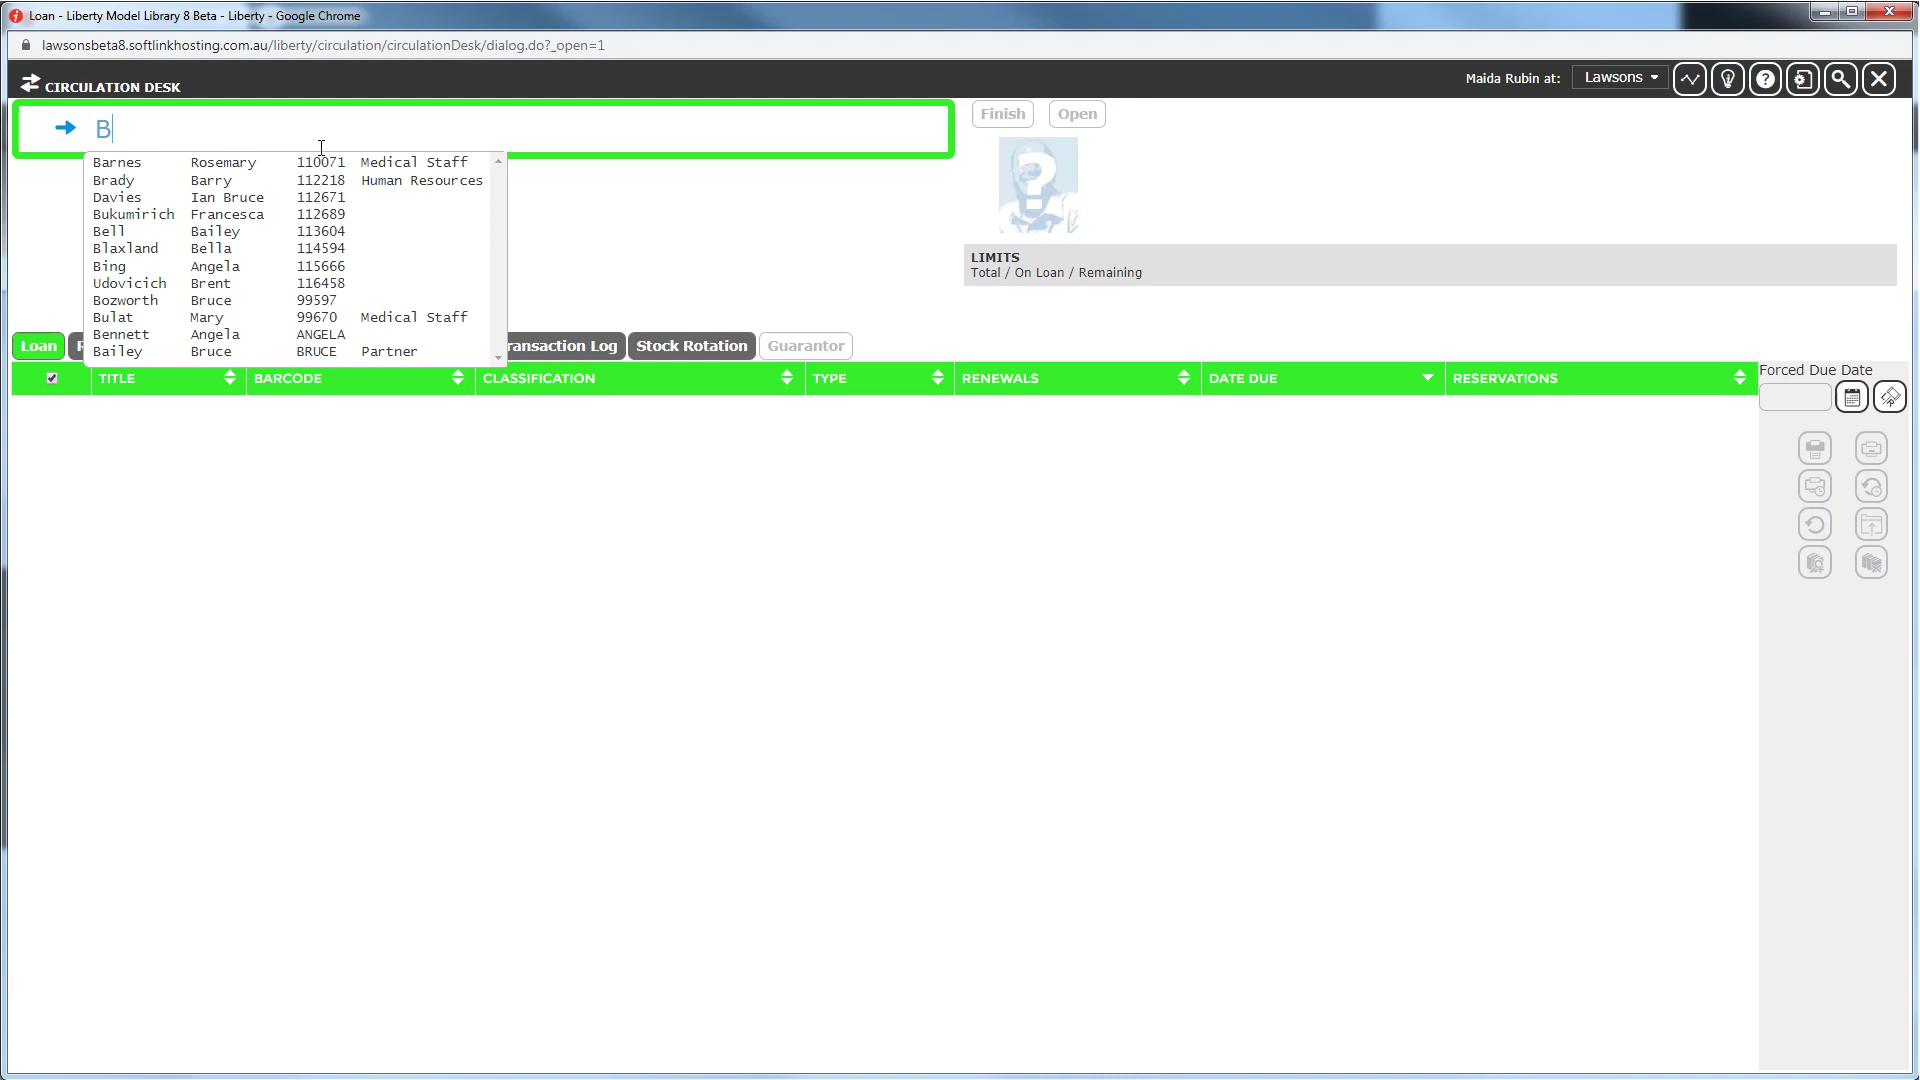 Loan - Liberty Model Library 8 Beta - Liberty - Google Chrome
lawsonsbeta8.softlinkhosting.com.au/liberty/circulation/circulationDesk/dialog.do?_open=1
CIRCULATION DESK
Maida Rubin at: Lawsons
B
Finish Open
Barnes Rosemary 110071 Medical Staff
Brady Barry 112218 Human Resources
Davies Ian Bruce 112671
Bukumirich Francesca 112689
Bell Bailey 113604
Blaxland Bella 114594
Bing Angela 115666
Udovicich Brent 116458
Bozworth Bruce 99597
Bulat Mary 99670 Medical Staff
Bennett Angela ANGELA
Bailey Bruce BRUCE Partner
LIMITS
Total / On Loan / Remaining
Loan ransaction Log Stock Rotation Guarantor
TITLE BARCODE CLASSIFICATION TYPE RENEWALS DATE DUE RESERVATIONS
Forced Due Date